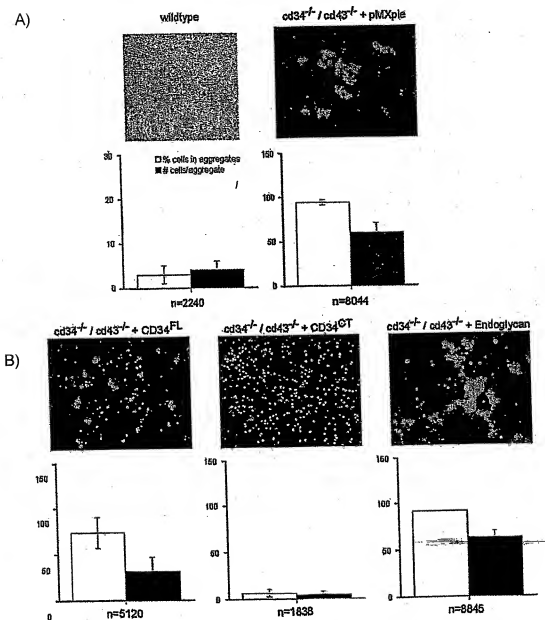 A)
wildtype
cd34-/- / cd43-/- + pMXpie
30
20
10
0
% cells in aggregates
# cells/aggregate
n=2240
150
100
50
0
n=8044
B)
cd34-/- / cd43-/- + CD34FL
cd34-/- / cd43-/- + CD34CT
cd34-/- / cd43-/- + Endoglycan
150
100
50
0
n=5120
150
100
50
0
n=1838
150
100
50
0
n=8845